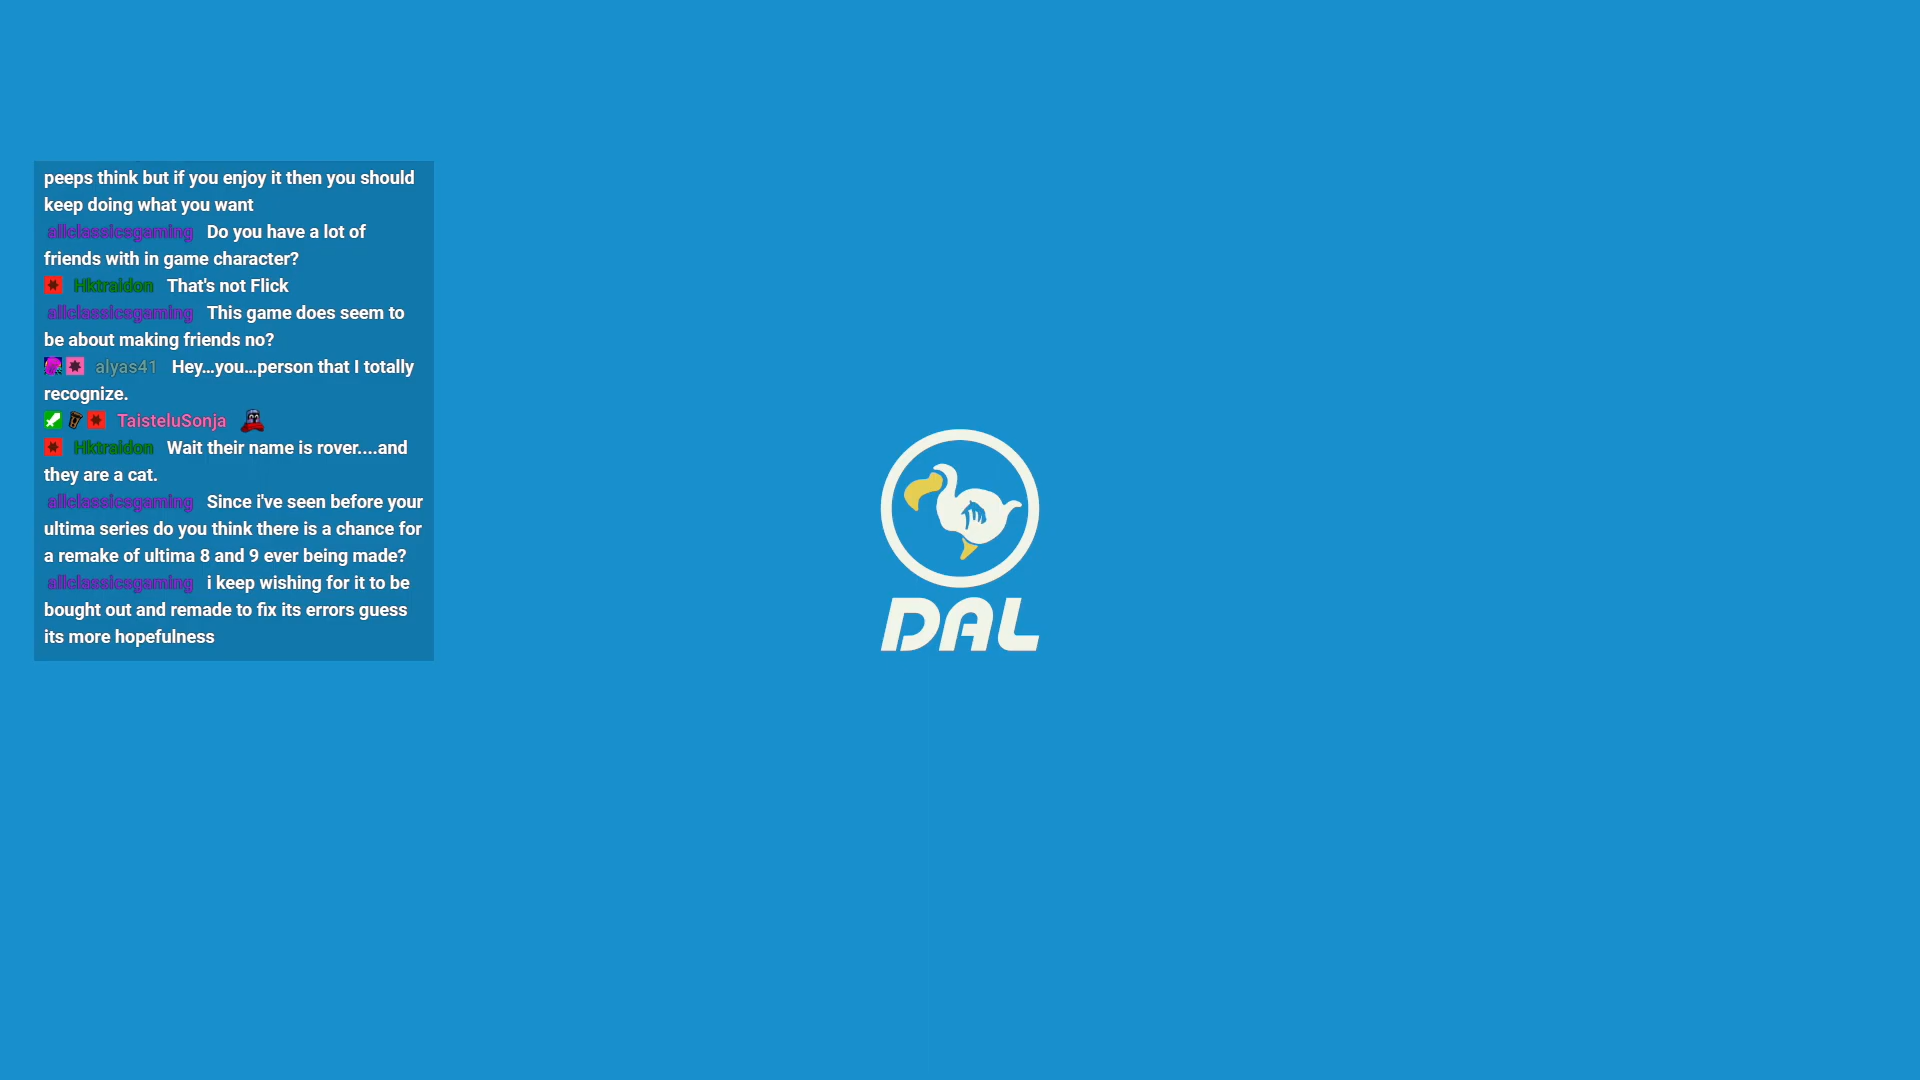 peeps think but if you enjoy it then you should
keep doing what you want
allclassicsgaming Do you have a lot of
friends with in game character?
Hktraidon That's not Flick
allclassicsgaming This game does seem to
be about making friends no?
alyas41 Hey...you...person that I totally
recognize.
TaisteluSonja
Hktraidon Wait their name is rover....and
they are a cat.
allclassicsgaming Since i've seen before your
ultima series do you think there is a chance for
a remake of ultima 8 and 9 ever being made?
allclassicsgaming i keep wishing for it to be
bought out and remade to fix its errors guess
its more hopefulness
DAL